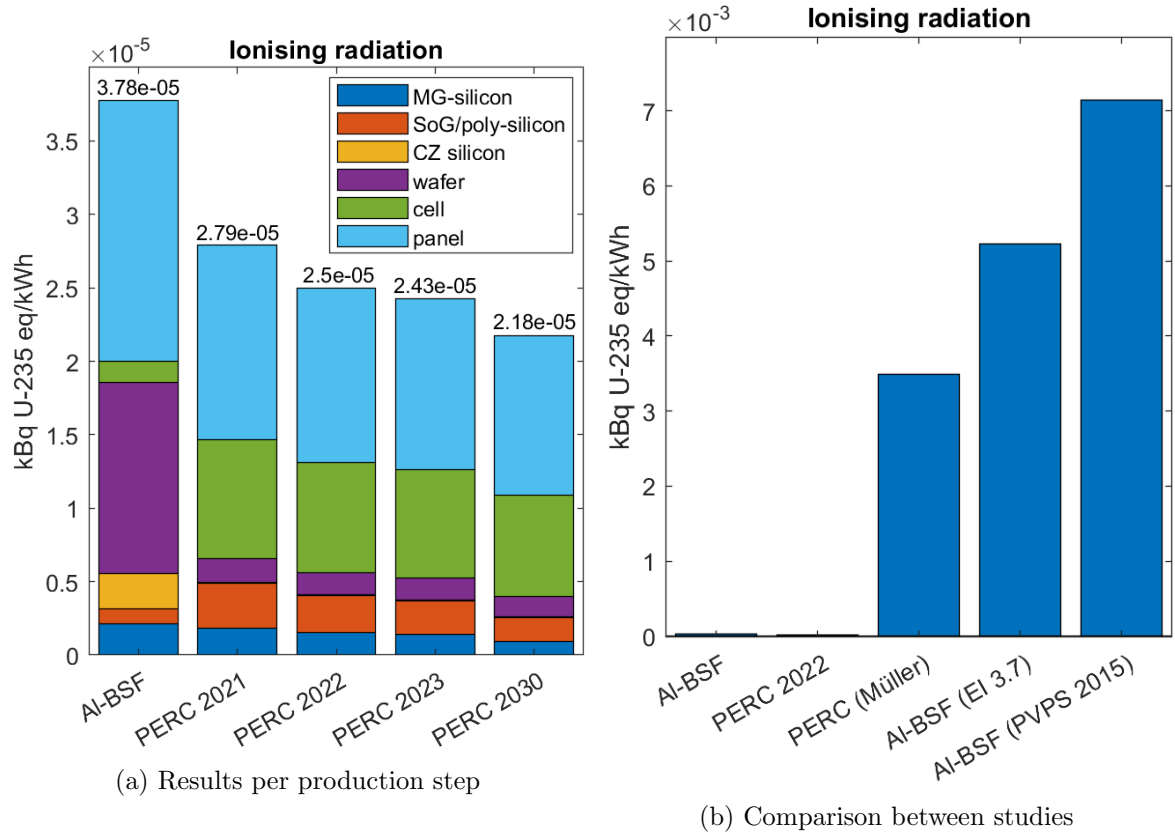 Ionising radiation
×10⁻⁵
3.78e-05
2.79e-05
2.5e-05
2.43e-05
2.18e-05
MG-silicon
SoG/poly-silicon
CZ silicon
wafer
cell
panel
kBq U-235 eq/kWh
3.5
3
2.5
2
1.5
1
0.5
0
Al-BSF
PERC 2021
PERC 2022
PERC 2023
PERC 2030
(a) Results per production step
Ionising radiation
×10⁻³
kBq U-235 eq/kWh
7
6
5
4
3
2
1
0
Al-BSF
PERC 2022
PERC (Müller)
Al-BSF (EI 3.7)
Al-BSF (PVPS 2015)
(b) Comparison between studies